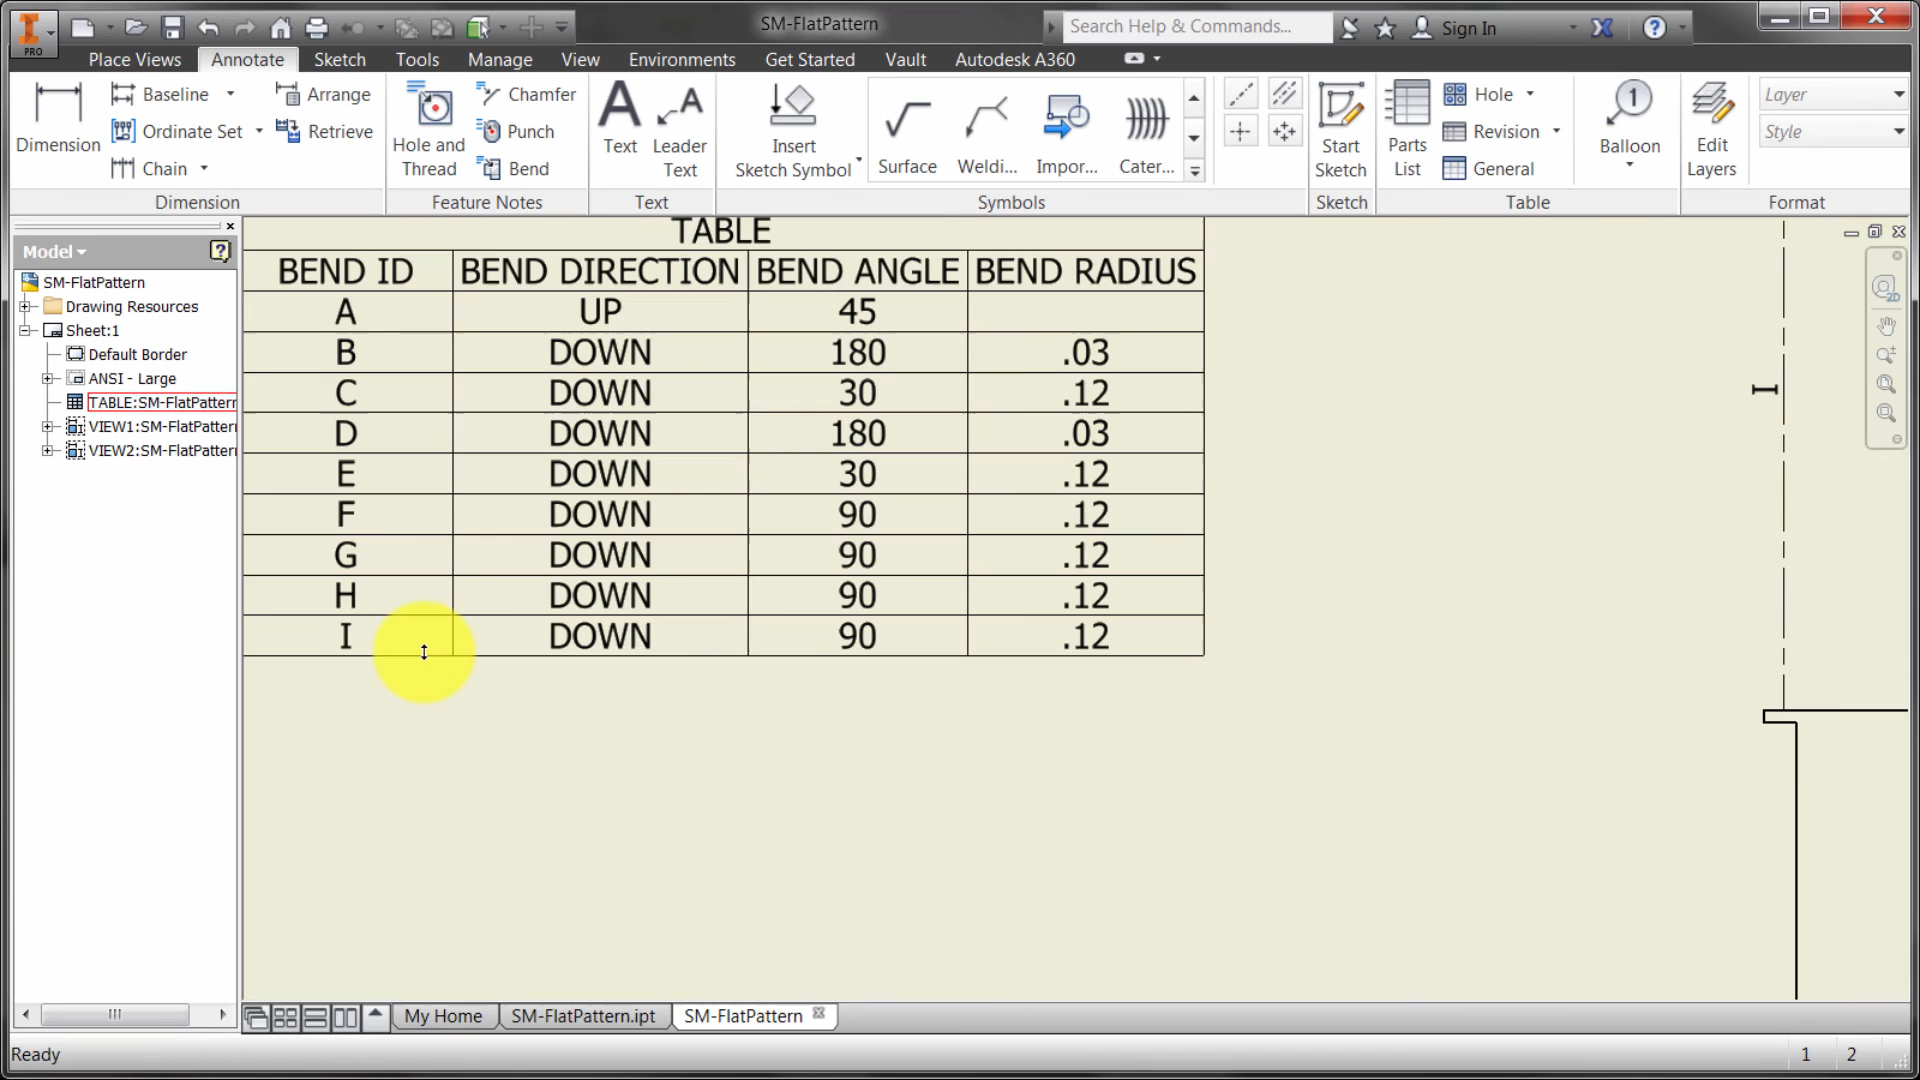 PRO
SM-FlatPattern
Search Help & Commands...
Sign In
Place Views
Annotate
Sketch
Tools
Manage
View
Environments
Get Started
Vault
Autodesk A360
Dimension
Baseline
Ordinate Set
Chain
Arrange
Retrieve
Dimension
Hole and
Thread
Chamfer
Punch
Bend
Feature Notes
Text
Leader
Text
Text
Insert
Sketch Symbol
Surface
Weldi...
Impor...
Cater...
Symbols
Start
Sketch
Sketch
Parts
List
Hole
Revision
General
Table
Balloon
Edit
Layers
Layer
Style
Format
Model
SM-FlatPattern
Drawing Resources
Sheet:1
Default Border
ANSI - Large
TABLE:SM-FlatPattern
VIEW1:SM-FlatPattern
VIEW2:SM-FlatPattern
TABLE
BEND ID BEND DIRECTION BEND ANGLE BEND RADIUS
A UP 45
B DOWN 180 .03
C DOWN 30 .12
D DOWN 180 .03
E DOWN 30 .12
F DOWN 90 .12
G DOWN 90 .12
H DOWN 90 .12
I DOWN 90 .12
I
2D
My Home
SM-FlatPattern.ipt
SM-FlatPattern
Ready
1 2